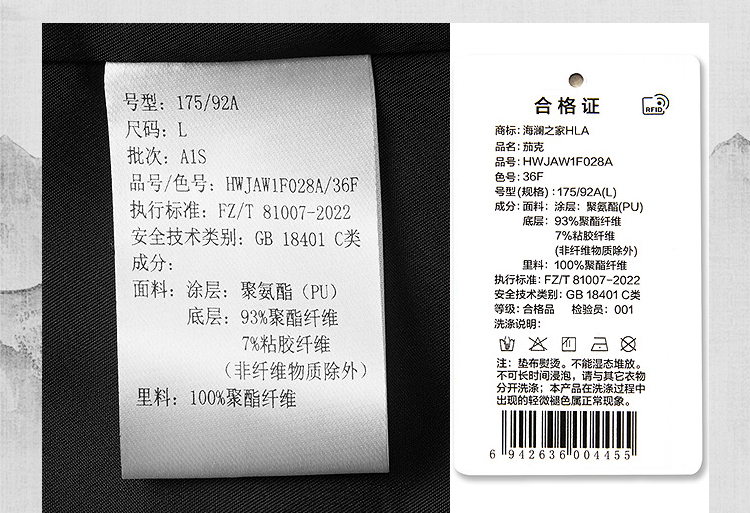 号型: 175/92A
尺码: L
批次: A1S
品号/色号: HWJAW1F028A/36F
执行标准: FZ/T 81007-2022
安全技术类别: GB 18401 C类
成分:
面料: 涂层: 聚氨酯（PU）
底层: 93%聚酯纤维
7%粘胶纤维
（非纤维物质除外）
里料: 100%聚酯纤维
合格证
RFID
商标: 海澜之家HLA
品名: 茄克
品号: HWJAW1F028A
色号: 36F
号型(规格) :175/92A(L)
成分: 面料: 涂层: 聚氨酯(PU)
底层: 93%聚酯纤维
7%粘胶纤维
(非纤维物质除外)
里料: 100%聚酯纤维
执行标准: FZ/T 81007-2022
安全技术类别: GB 18401 C类
等级: 合格品 检验员: 001
洗涤说明:
注: 垫布熨烫。不能湿态堆放。
不可长时间浸泡，请与其它衣物
分开洗涤; 本产品在洗涤过程中
出现的轻微褪色属正常现象。
6 942636 004455